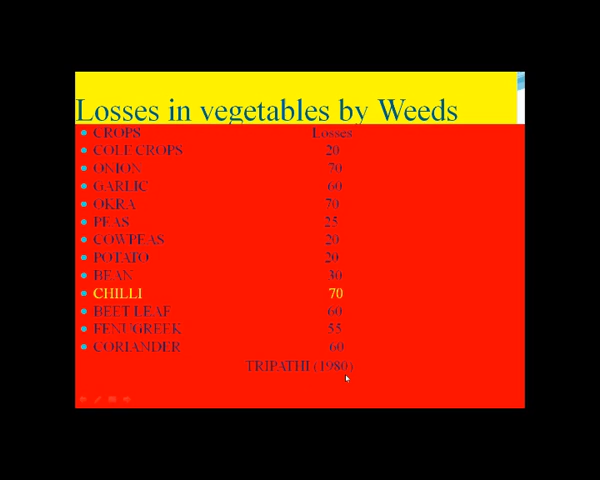 Losses in vegetables by Weeds
CROPS Losses
COLE CROPS 20
ONION 70
GARLIC 60
OKRA 70
PEAS 25
COWPEAS 20
POTATO 20
BEAN 30
CHILLI 70
BEET LEAF 60
FENUGREEK 55
CORIANDER 60
TRIPATHI (1980)